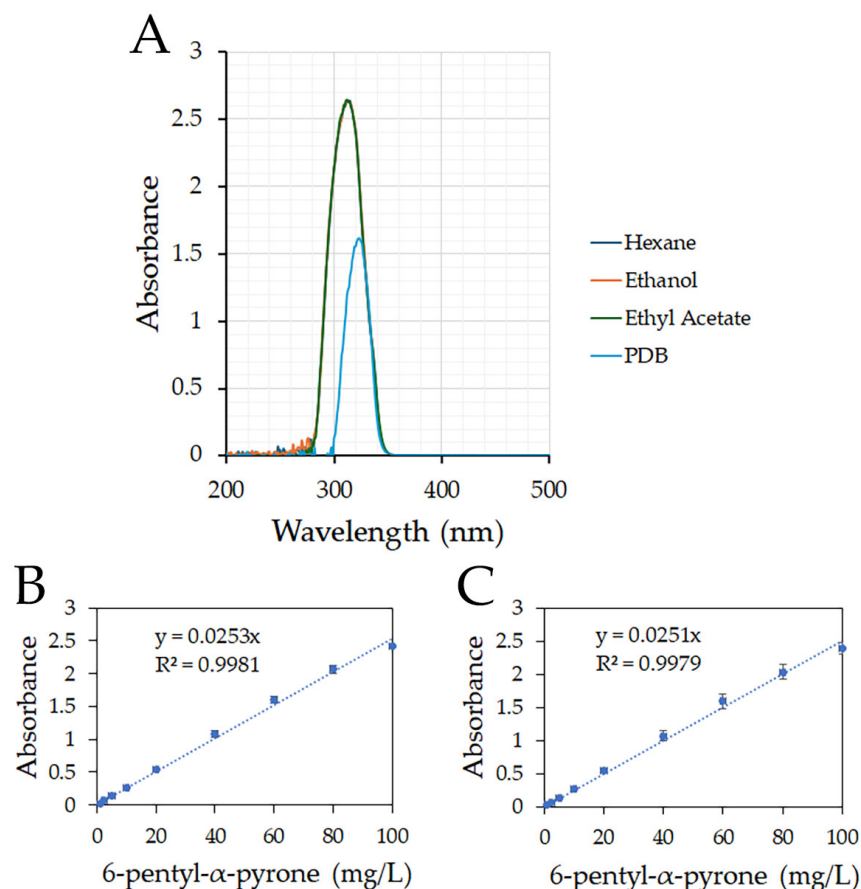 A
3
2.5
2
1.5
1
0.5
0
Absorbance
200 300 400 500
Wavelength (nm)
Hexane
Ethanol
Ethyl Acetate
PDB
B
3
2.5
2
1.5
1
0.5
0
Absorbance
y = 0.0253x
R² = 0.9981
0 20 40 60 80 100
6-pentyl-α-pyrone (mg/L)
C
3
2.5
2
1.5
1
0.5
0
Absorbance
y = 0.0251x
R² = 0.9979
0 20 40 60 80 100
6-pentyl-α-pyrone (mg/L)